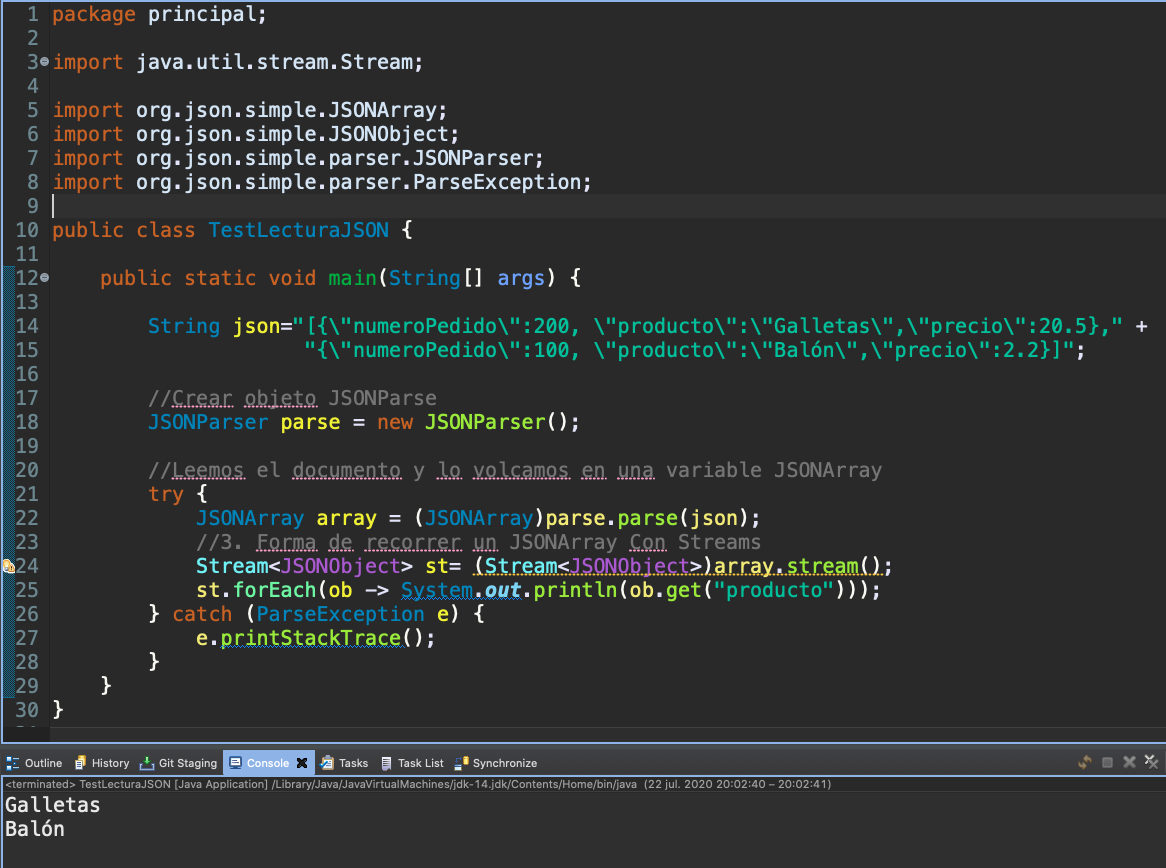 1 package principal;
2
3 import java.util.stream.Stream;
4
5 import org.json.simple.JSONArray;
6 import org.json.simple.JSONObject;
7 import org.json.simple.parser.JSONParser;
8 import org.json.simple.parser.ParseException;
9
10 public class TestLecturaJSON {
11
12     public static void main(String[] args) {
13
14         String json="[{\"numeroPedido\":200, \"producto\":\"Galletas\",\"precio\":20.5}," +
15                      "{\"numeroPedido\":100, \"producto\":\"Balón\",\"precio\":2.2}]";
16
17         //Crear objeto JSONParse
18         JSONParser parse = new JSONParser();
19
20         //Leemos el documento y lo volcamos en una variable JSONArray
21         try {
22             JSONArray array = (JSONArray)parse.parse(json);
23             //3. Forma de recorrer un JSONArray Con Streams
24             Stream<JSONObject> st= (Stream<JSONObject>)array.stream();
25             st.forEach(ob -> System.out.println(ob.get("producto")));
26         } catch (ParseException e) {
27             e.printStackTrace();
28         }
29     }
30 }
Outline History Git Staging Console Tasks Task List Synchronize
<terminated> TestLecturaJSON [Java Application] /Library/Java/JavaVirtualMachines/jdk-14.jdk/Contents/Home/bin/java (22 jul. 2020 20:02:40 – 20:02:41)
Galletas
Balón